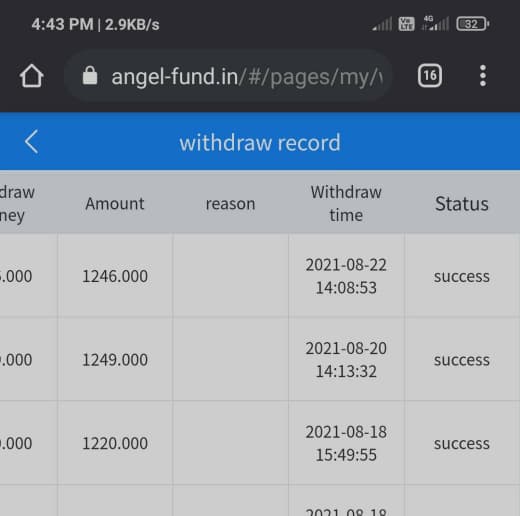 4:43 PM | 2.9KB/s
Vo LTE
4G
32
angel-fund.in/#/pages/my/
16
withdraw record
draw
ney
Amount
reason
Withdraw
time
Status
.000
1246.000
2021-08-22
14:08:53
success
.000
1249.000
2021-08-20
14:13:32
success
.000
1220.000
2021-08-18
15:49:55
success
2021-08-18